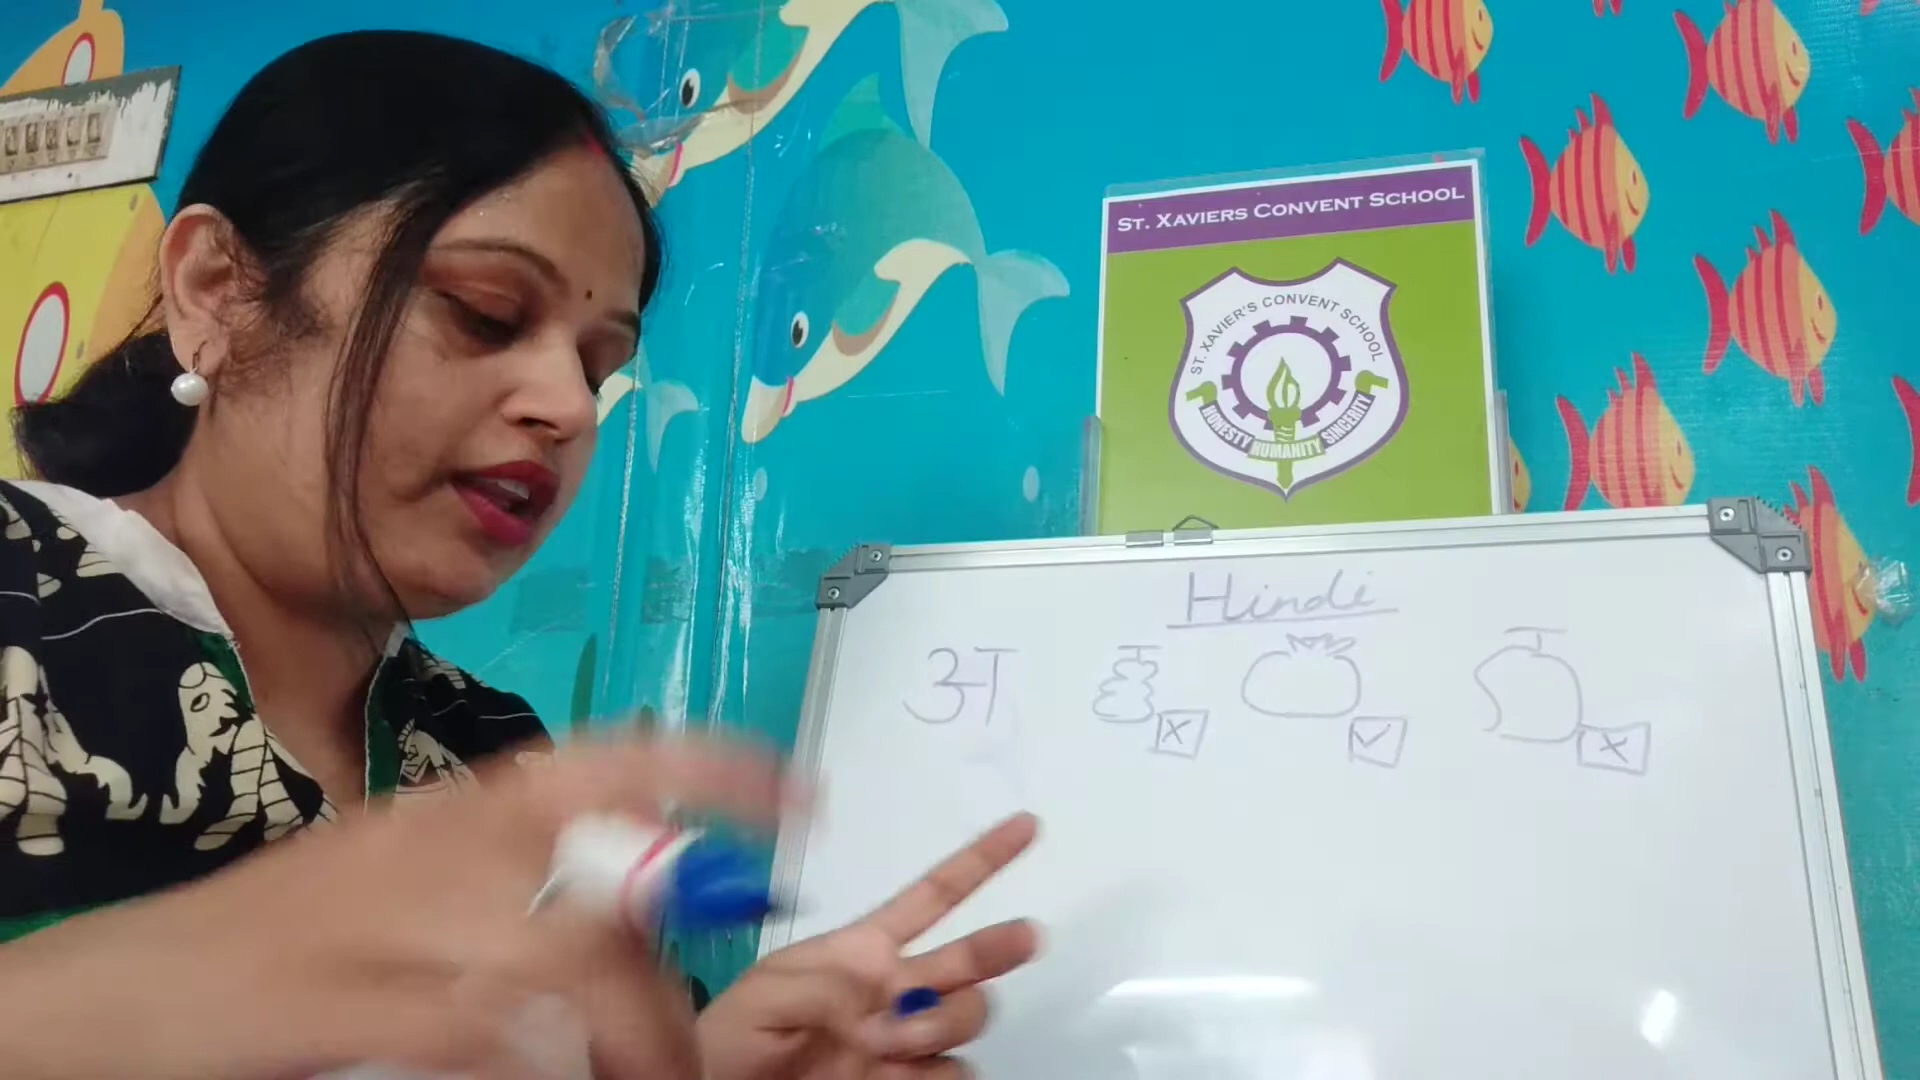 ST. XAVIERS CONVENT SCHOOL
ST. XAVIER'S CONVENT SCHOOL
HONESTY HUMANITY SINCERITY
Hindi
अ